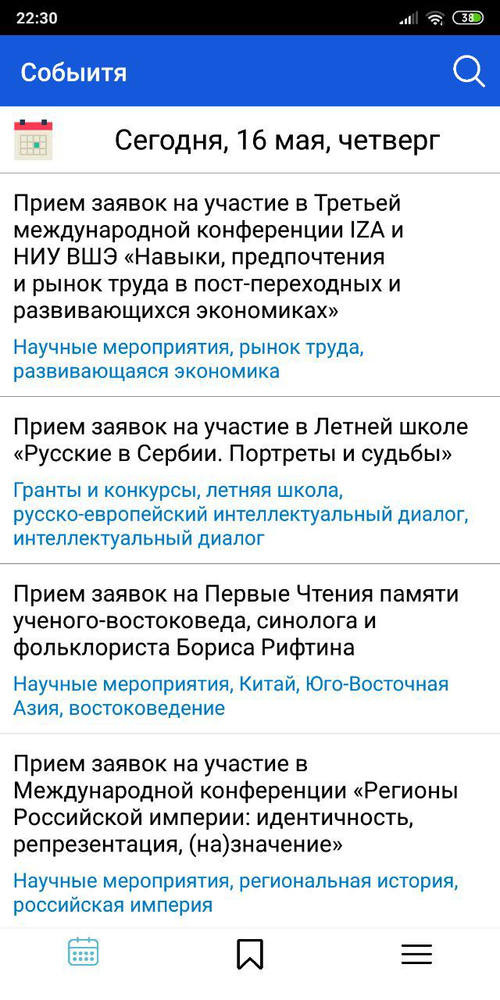 22:30
38
Собыитя
Сегодня, 16 мая, четверг
Прием заявок на участие в Третьей
международной конференции IZA и
НИУ ВШЭ «Навыки, предпочтения
и рынок труда в пост-переходных и
развивающихся экономиках»
Научные мероприятия, рынок труда,
развивающаяся экономика
Прием заявок на участие в Летней школе
«Русские в Сербии. Портреты и судьбы»
Гранты и конкурсы, летняя школа,
русско-европейский интеллектуальный диалог,
интеллектуальный диалог
Прием заявок на Первые Чтения памяти
ученого-востоковеда, синолога и
фольклориста Бориса Рифтина
Научные мероприятия, Китай, Юго-Восточная
Азия, востоковедение
Прием заявок на участие в
Международной конференции «Регионы
Российской империи: идентичность,
репрезентация, (на)значение»
Научные мероприятия, региональная история,
российская империя